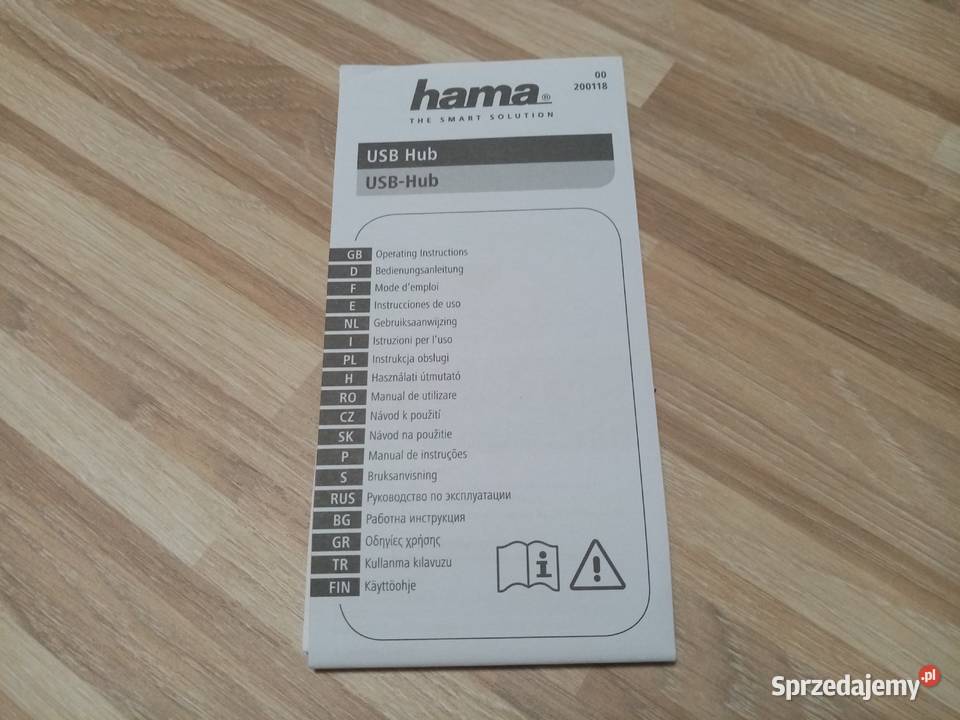 hama®
THE SMART SOLUTION
00
200118
USB Hub
USB-Hub
GB Operating Instructions
D Bedienungsanleitung
F Mode d'emploi
E Instrucciones de uso
NL Gebruiksaanwijzing
I Istruzioni per l'uso
PL Instrukcja obsługi
H Használati útmutató
RO Manual de utilizare
CZ Návod k použití
SK Návod na použitie
P Manual de instruções
S Bruksanvisning
RUS Руководство по эксплуатации
BG Работна инструкция
GR Οδηγίες χρήσης
TR Kullanma kılavuzu
FIN Käyttöohje
Sprzedajemy.pl